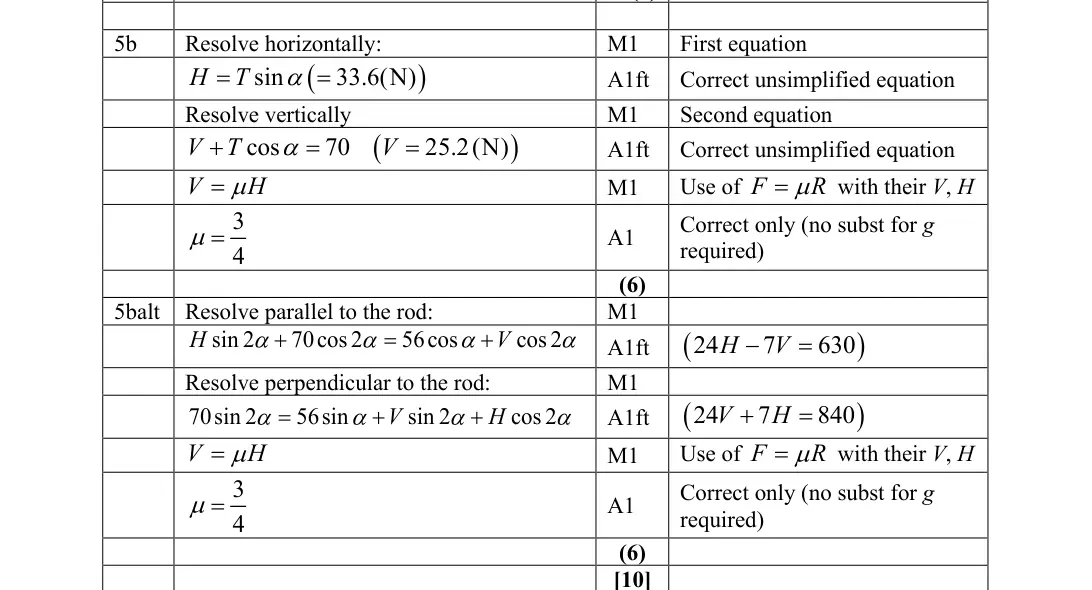 5b Resolve horizontally: M1 First equation
H = T sin α (= 33.6(N)) A1ft Correct unsimplified equation
Resolve vertically M1 Second equation
V + T cos α = 70 (V = 25.2 (N)) A1ft Correct unsimplified equation
V = μH M1 Use of F = μR with their V, H
μ = 3/4 A1 Correct only (no subst for g
required)
(6)
5balt Resolve parallel to the rod: M1
H sin 2α + 70 cos 2α = 56 cos α + V cos 2α A1ft (24H − 7V = 630)
Resolve perpendicular to the rod: M1
70 sin 2α = 56 sin α + V sin 2α + H cos 2α A1ft (24V + 7H = 840)
V = μH M1 Use of F = μR with their V, H
μ = 3/4 A1 Correct only (no subst for g
required)
(6)
[10]